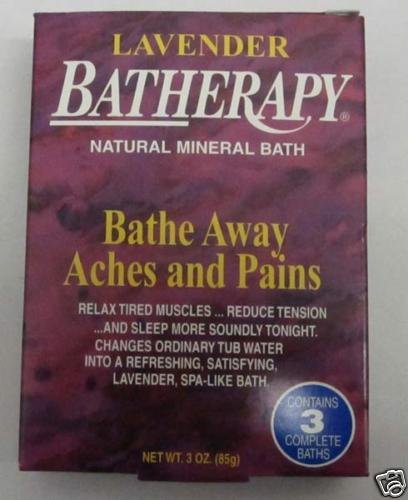 LAVENDER
BATHERAPY®
NATURAL MINERAL BATH
Bathe Away
Aches and Pains
RELAX TIRED MUSCLES ... REDUCE TENSION
...AND SLEEP MORE SOUNDLY TONIGHT.
CHANGES ORDINARY TUB WATER
INTO A REFRESHING, SATISFYING,
LAVENDER, SPA-LIKE BATH.
CONTAINS
3
COMPLETE
BATHS
NET WT. 3 OZ. (85g)